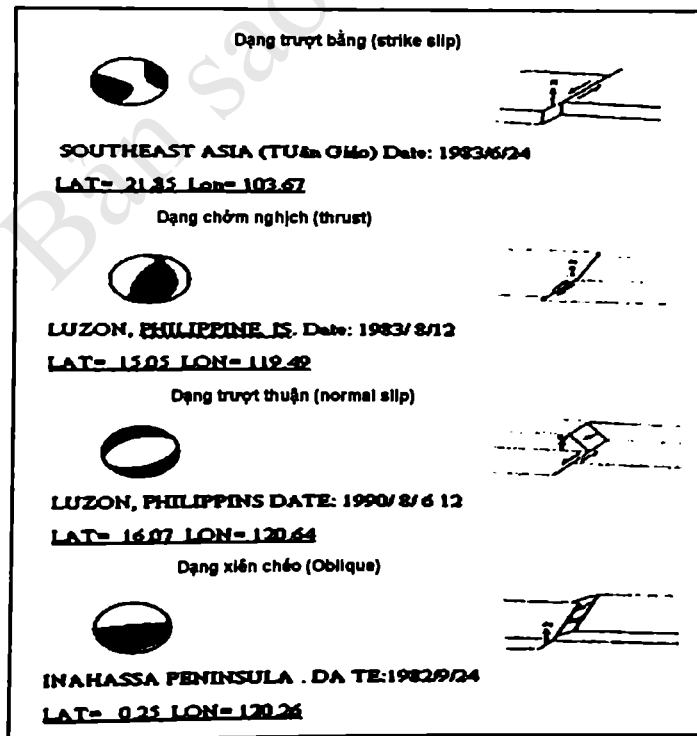 Dạng trượt bằng (strike slip)
SOUTHEAST ASIA (TUần Giáo) Date: 1983/6/24
LAT= 21.85 Lon= 103.67
Dạng chờm nghịch (thrust)
LUZON, PHILIPPINE IS. Date: 1983/ 8/12
LAT= 15.05 LON= 119.49
Dạng trượt thuận (normal slip)
LUZON, PHILIPPINS DATE: 1990/ 8/ 6 12
LAT= 16.07 LON= 120.64
Dạng xiên chéo (Oblique)
INAHASSA PENINSULA . DA TE:1982/9/24
LAT= 0.25 LON= 120.26
Bản sao